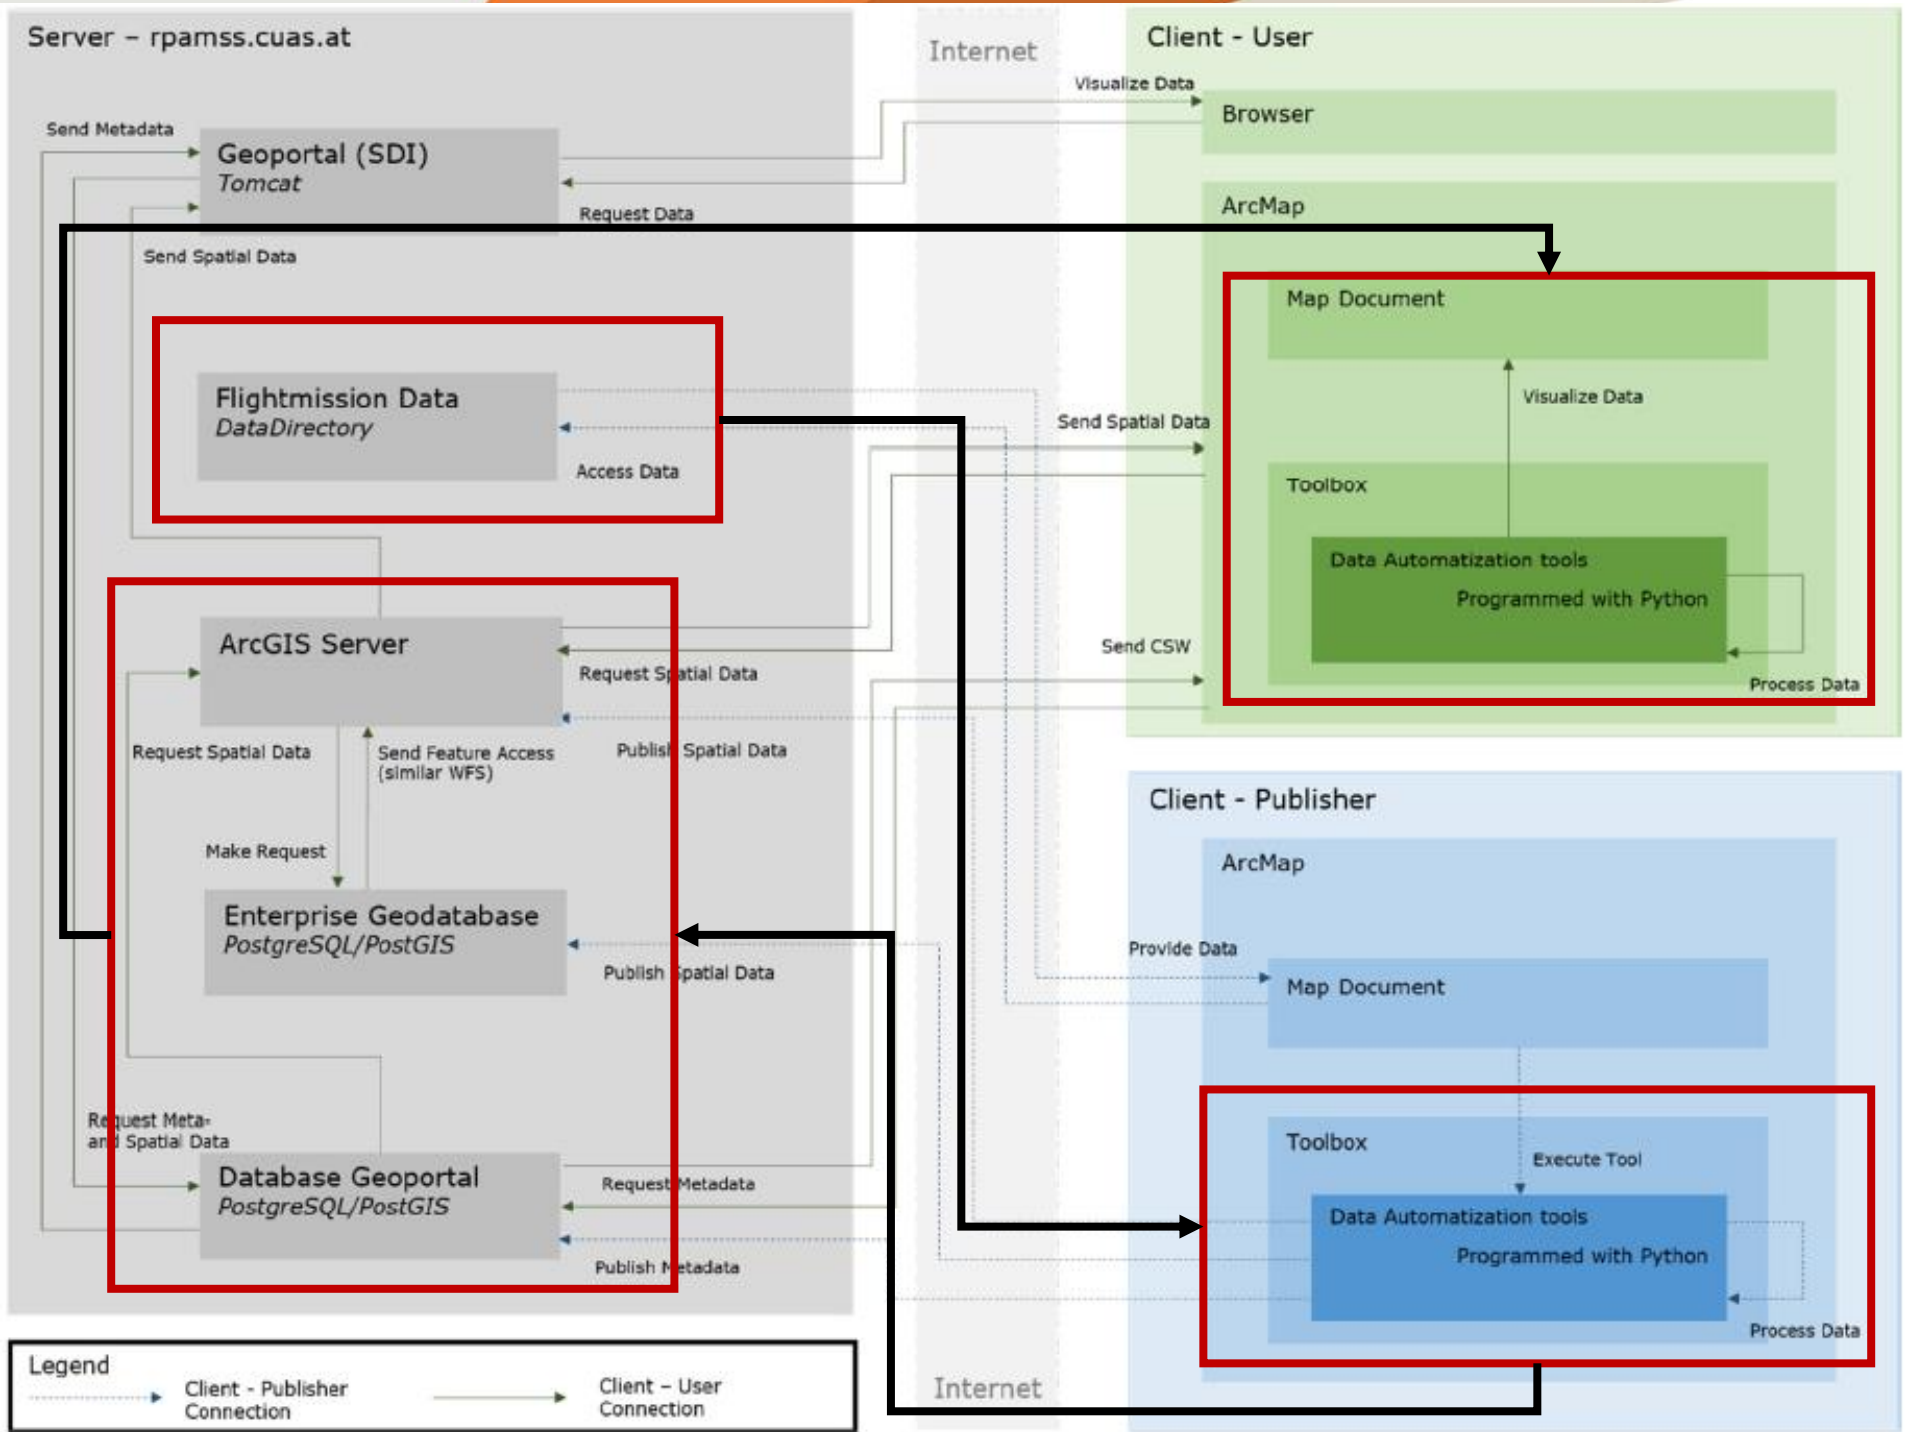 Server – rpamss.cuas.at
Send Metadata
Geoportal (SDI)
Tomcat
Request Data
Send Spatial Data
Flightmission Data
DataDirectory
Access Data
ArcGIS Server
Request Spatial Data
Publish Spatial Data
Request Spatial Data
Send Feature Access
(similar WFS)
Make Request
Enterprise Geodatabase
PostgreSQL/PostGIS
Publish Spatial Data
Request Meta-
and Spatial Data
Database Geoportal
PostgreSQL/PostGIS
Request Metadata
Publish Metadata
Internet
Visualize Data
Send Spatial Data
Send CSW
Provide Data
Internet
Client - User
Browser
ArcMap
Map Document
Visualize Data
Toolbox
Data Automatization tools
Programmed with Python
Process Data
Client - Publisher
ArcMap
Map Document
Toolbox
Execute Tool
Data Automatization tools
Programmed with Python
Process Data
Legend
Client - Publisher
Connection
Client – User
Connection